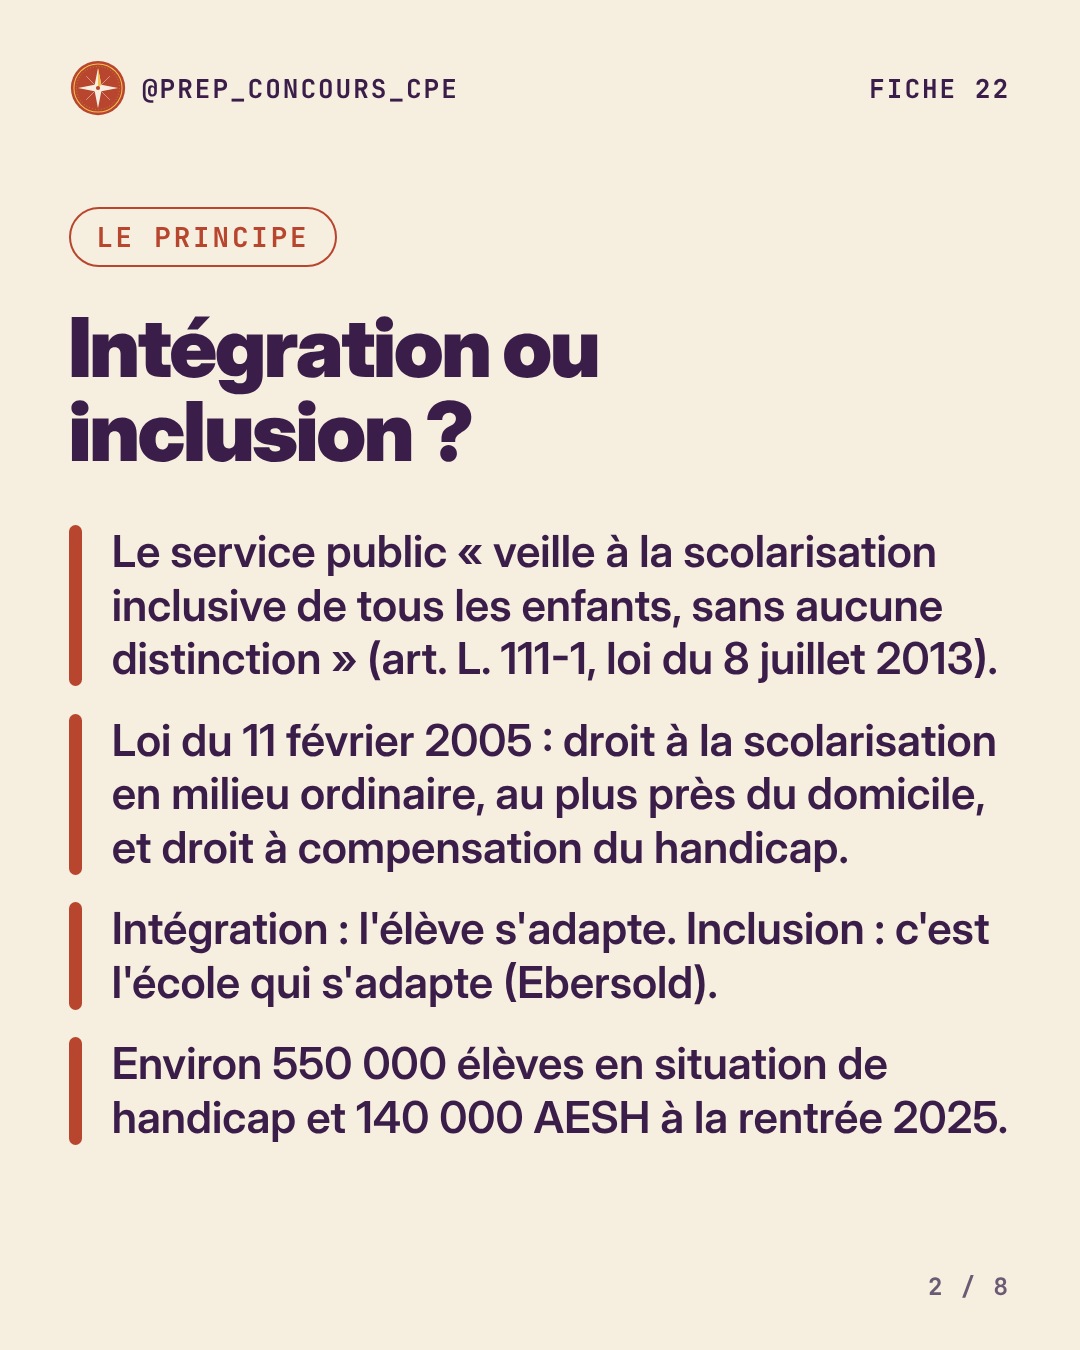 @PREP_CONCOURS_CPE
FICHE 22
LE PRINCIPE
Intégration ou
inclusion ?
Le service public « veille à la scolarisation
inclusive de tous les enfants, sans aucune
distinction » (art. L. 111-1, loi du 8 juillet 2013).
Loi du 11 février 2005 : droit à la scolarisation
en milieu ordinaire, au plus près du domicile,
et droit à compensation du handicap.
Intégration : l'élève s'adapte. Inclusion : c'est
l'école qui s'adapte (Ebersold).
Environ 550 000 élèves en situation de
handicap et 140 000 AESH à la rentrée 2025.
2 / 8